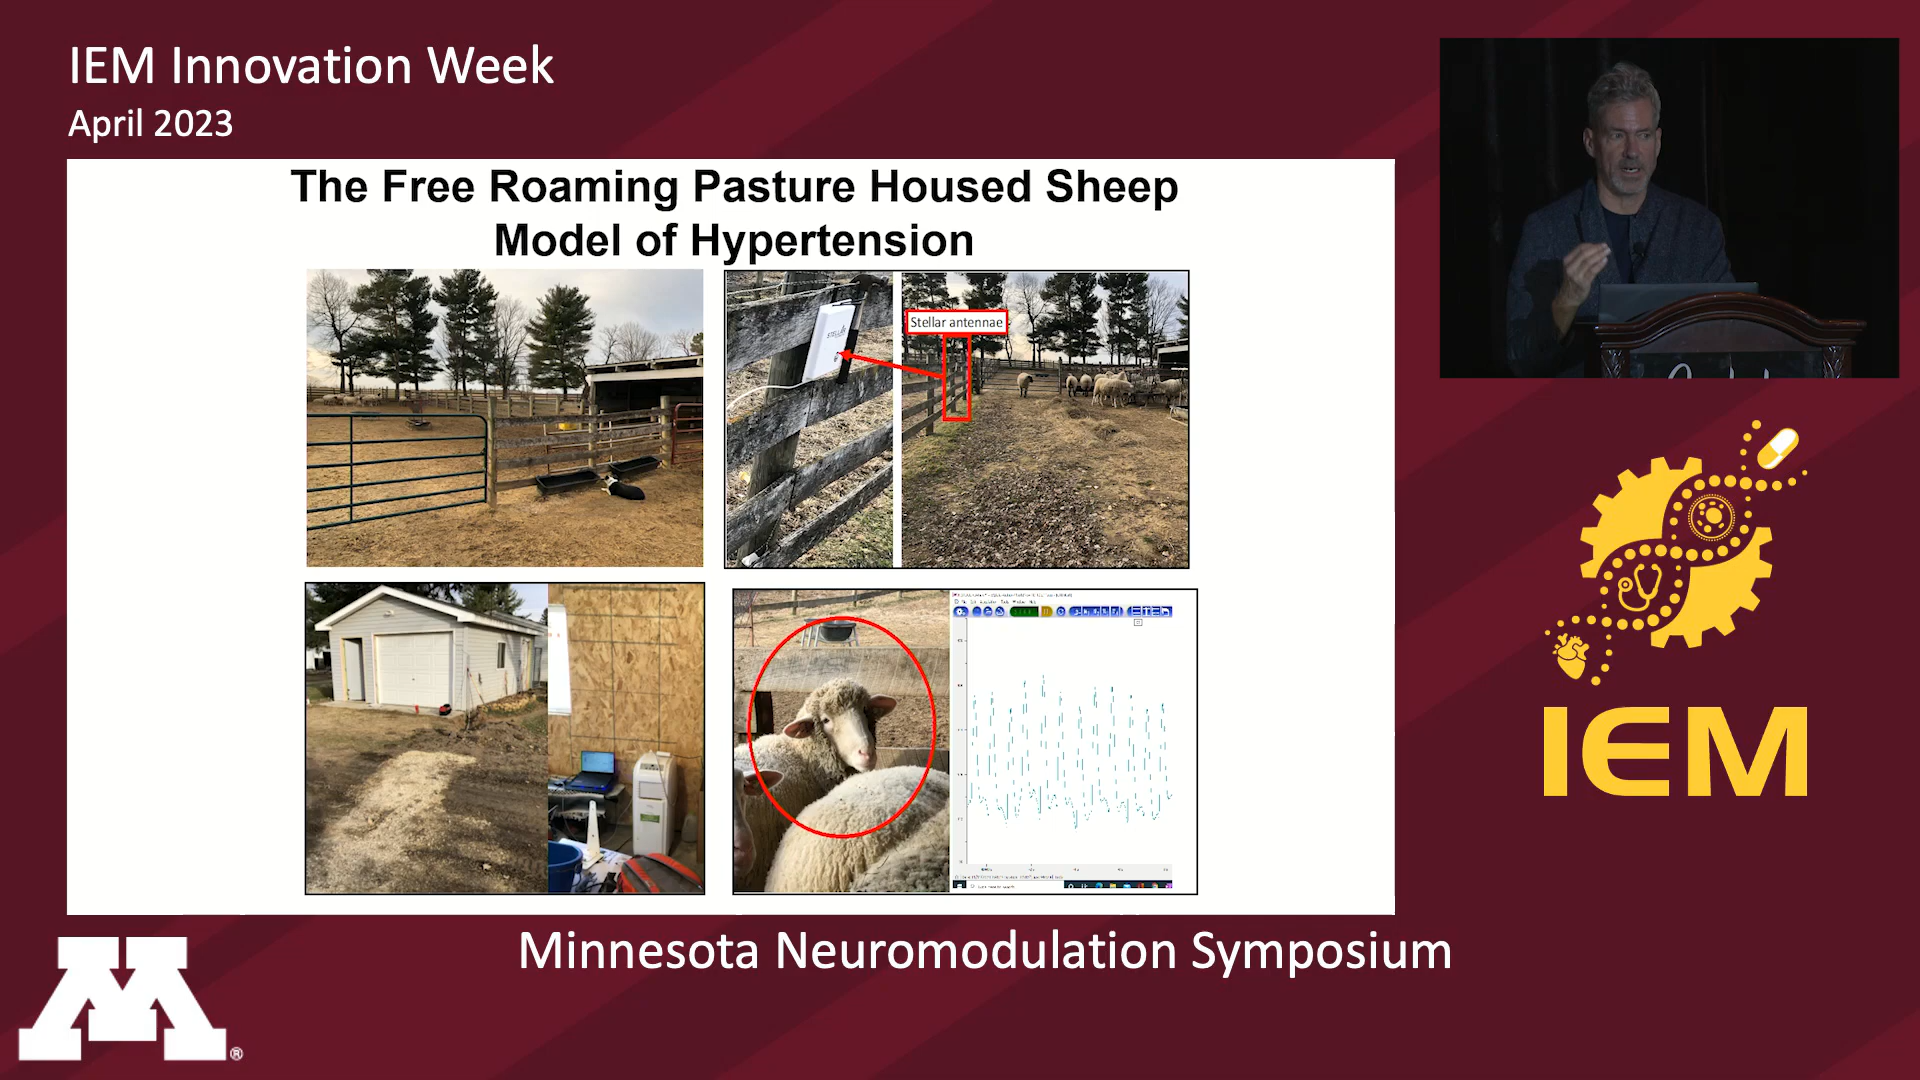 IEM Innovation Week
April 2023
The Free Roaming Pasture Housed Sheep
Model of Hypertension
Stellar antennae
IEM
Minnesota Neuromodulation Symposium
M®